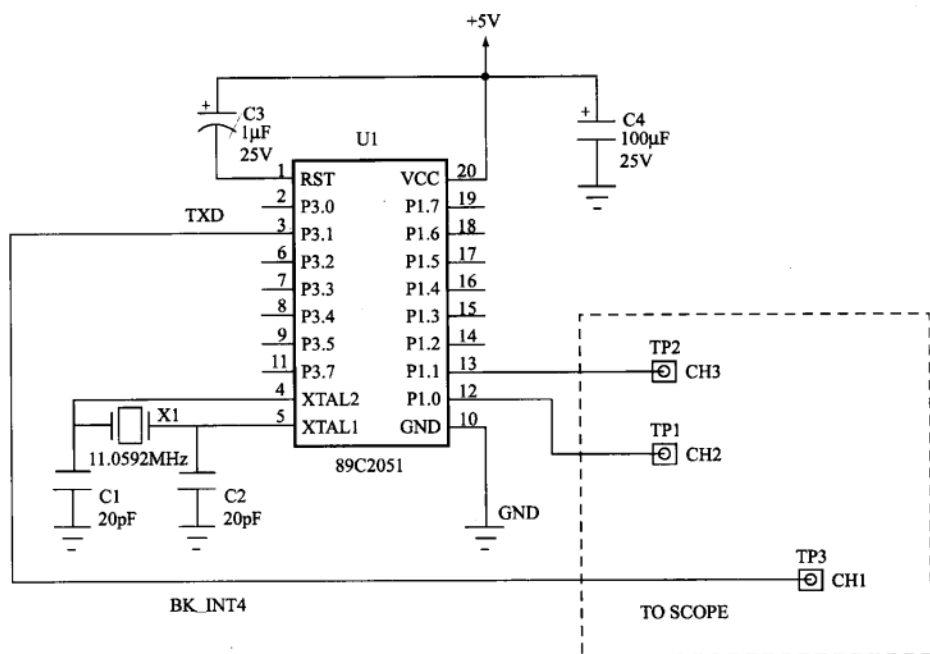 +5V
+ C3
1µF
25V
+ C4
100µF
25V
U1
1 RST VCC 20
2 P3.0 P1.7 19
TXD 3 P3.1 P1.6 18
6 P3.2 P1.5 17
7 P3.3 P1.4 16
8 P3.4 P1.3 15
9 P3.5 P1.2 14
11 P3.7 P1.1 13
4 XTAL2 P1.0 12
5 XTAL1 GND 10
89C2051
X1
11.0592MHz
C1
20pF
C2
20pF
GND
TP2
CH3
TP1
CH2
TP3
CH1
BK_INT4
TO SCOPE